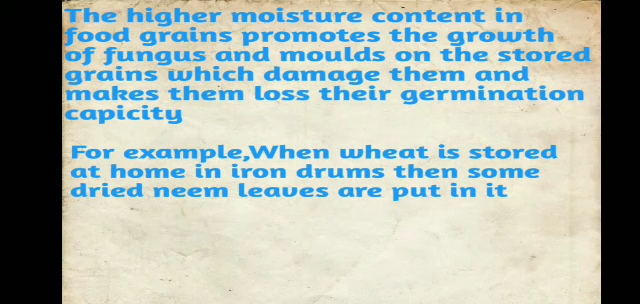 The higher moisture content in
food grains promotes the growth
of fungus and moulds on the stored
grains which damage them and
makes them loss their germination
capicity
For example,When wheat is stored
at home in iron drums then some
dried neem leaves are put in it